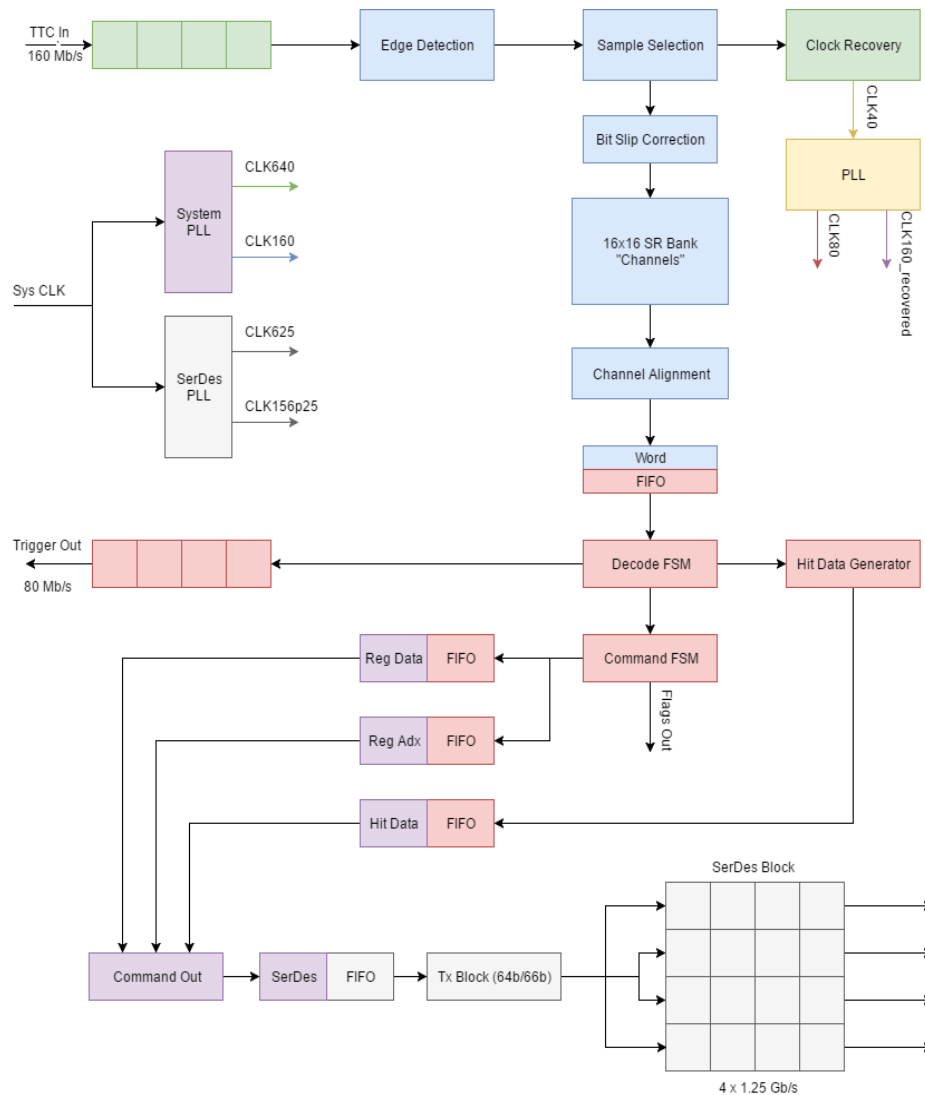 TTC In
160 Mb/s
Edge Detection
Sample Selection
Clock Recovery
CLK40
Bit Slip Correction
PLL
CLK640
System
PLL
CLK160
CLK80
CLK160_recovered
16x16 SR Bank
"Channels"
Sys CLK
CLK625
SerDes
PLL
CLK156p25
Channel Alignment
Word
FIFO
Trigger Out
80 Mb/s
Decode FSM
Hit Data Generator
Reg Data
FIFO
Command FSM
Flags Out
Reg Adx
FIFO
Hit Data
FIFO
SerDes Block
Command Out
SerDes
FIFO
Tx Block (64b/66b)
4 x 1.25 Gb/s